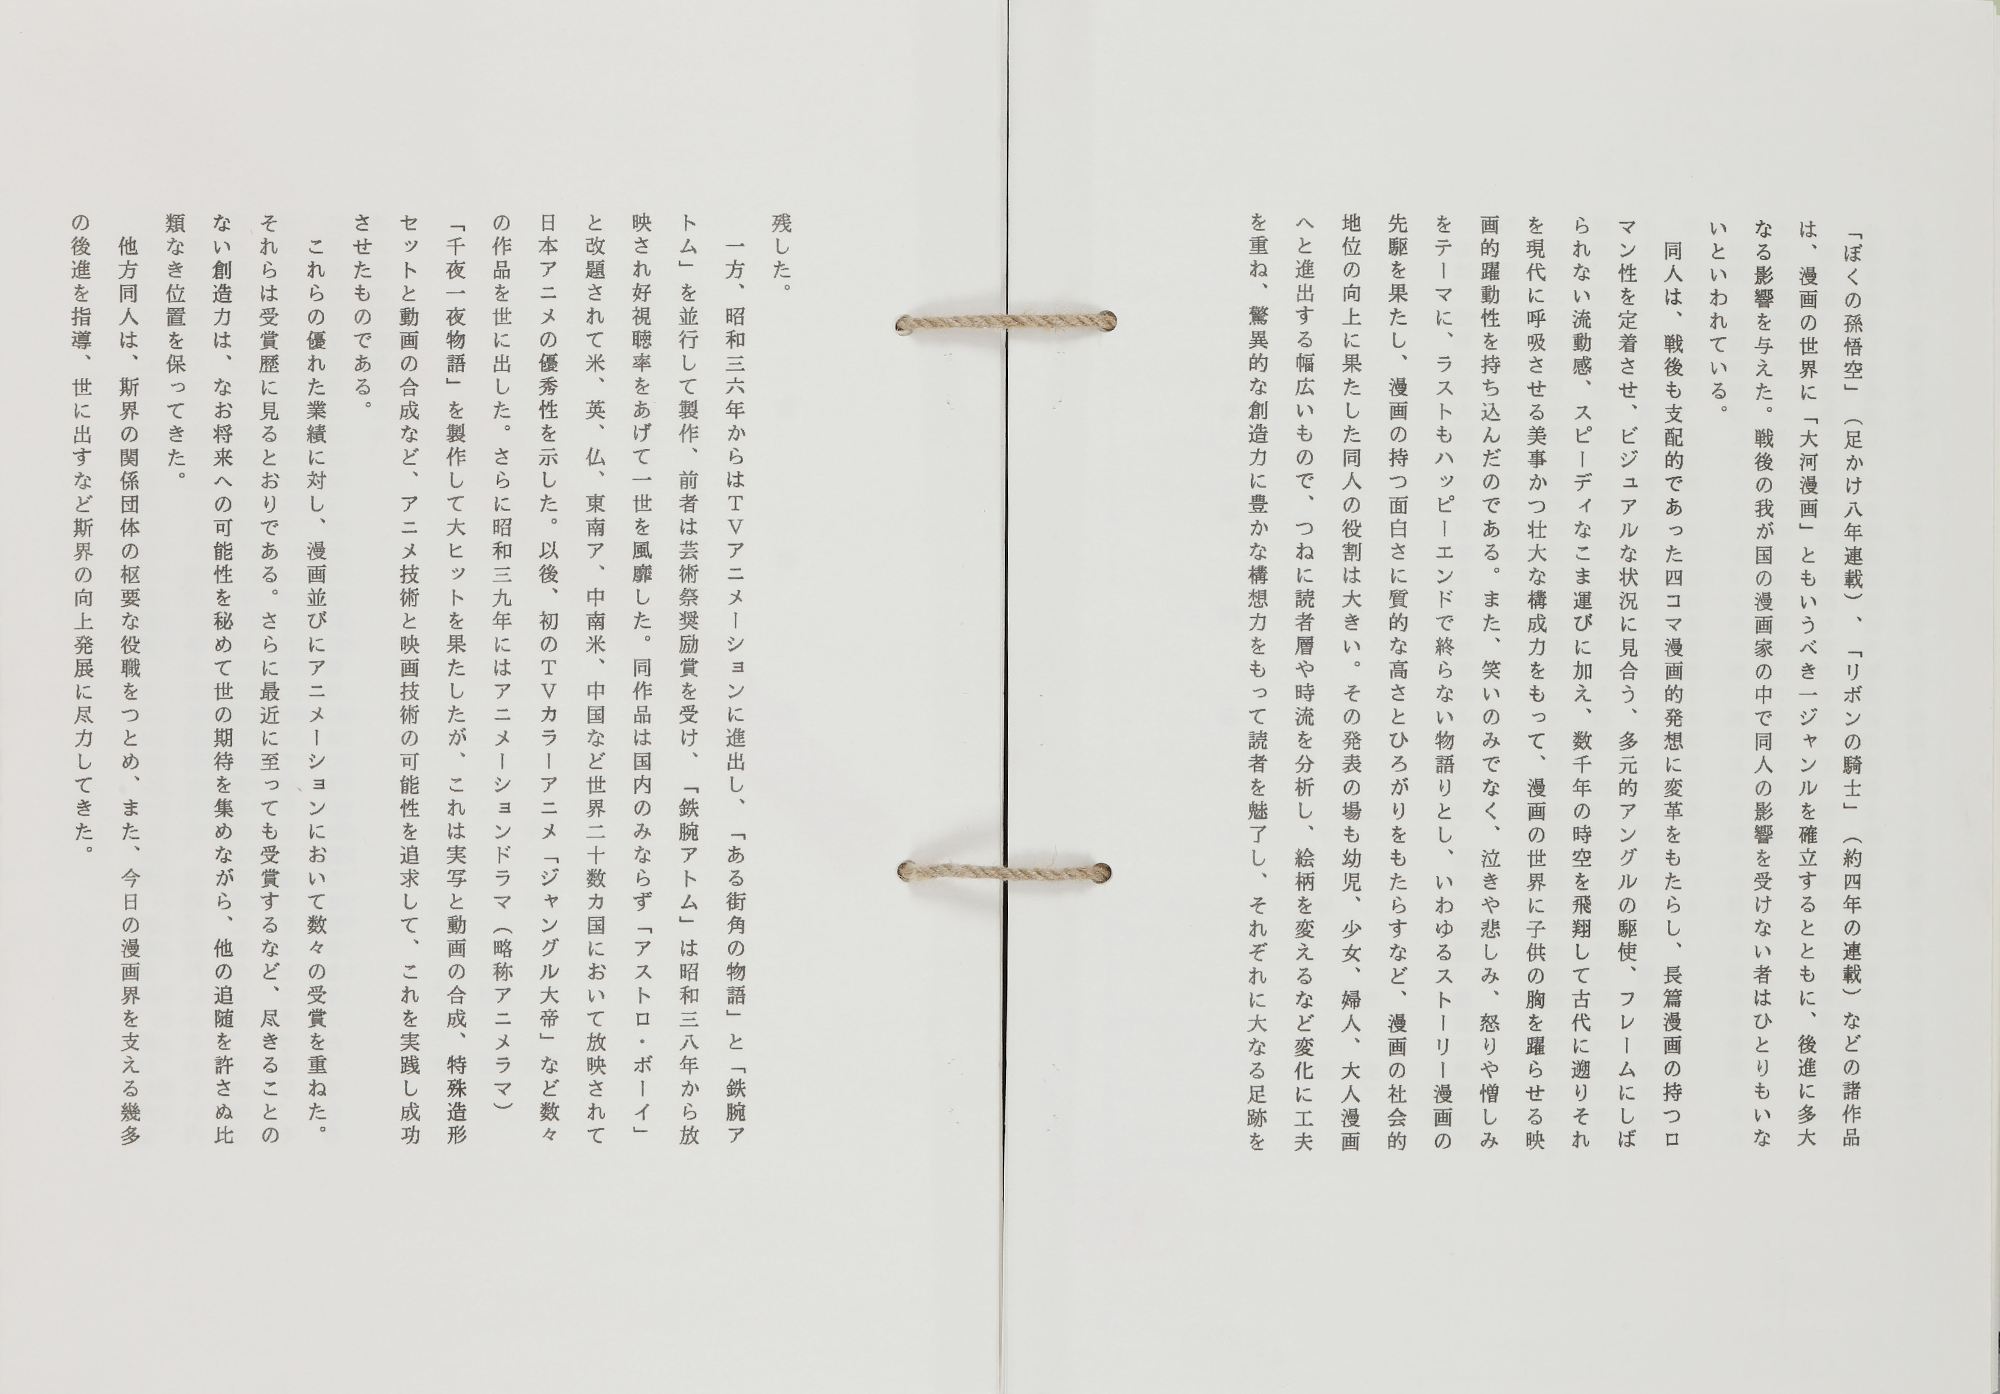 「ぼくの孫悟空」（足かけ八年連載）、「リボンの騎士」（約四年の連載）などの諸作品
は、漫画の世界に「大河漫画」ともいうべき一ジャンルを確立するとともに、後進に多大
なる影響を与えた。戦後の我が国の漫画家の中で同人の影響を受けない者はひとりもいな
いといわれている。
　同人は、戦後も支配的であった四コマ漫画的発想に変革をもたらし、長篇漫画の持つロ
マン性を定着させ、ビジュアルな状況に見合う、多元的アングルの駆使、フレームにしば
られない流動感、スピーディなこま運びに加え、数千年の時空を飛翔して古代に遡りそれ
を現代に呼吸させる美事かつ壮大な構成力をもって、漫画の世界に子供の胸を躍らせる映
画的躍動性を持ち込んだのである。また、笑いのみでなく、泣きや悲しみ、怒りや憎しみ
をテーマに、ラストもハッピーエンドで終らない物語りとし、いわゆるストーリー漫画の
先駆を果たし、漫画の持つ面白さに質的な高さとひろがりをもたらすなど、漫画の社会的
地位の向上に果たした同人の役割は大きい。その発表の場も幼児、少女、婦人、大人漫画
へと進出する幅広いもので、つねに読者層や時流を分析し、絵柄を変えるなど変化に工夫
を重ね、驚異的な創造力に豊かな構想力をもって読者を魅了し、それぞれに大なる足跡を
残した。
　一方、昭和三六年からはＴＶアニメーションに進出し、「ある街角の物語」と「鉄腕ア
トム」を並行して製作、前者は芸術祭奨励賞を受け、「鉄腕アトム」は昭和三八年から放
映され好視聴率をあげて一世を風靡した。同作品は国内のみならず「アストロ・ボーイ」
と改題されて米、英、仏、東南ア、中南米、中国など世界二十数カ国において放映されて
日本アニメの優秀性を示した。以後、初のＴＶカラーアニメ「ジャングル大帝」など数々
の作品を世に出した。さらに昭和三九年にはアニメーションドラマ（略称アニメラマ）
「千夜一夜物語」を製作して大ヒットを果たしたが、これは実写と動画の合成、特殊造形
セットと動画の合成など、アニメ技術と映画技術の可能性を追求して、これを実践し成功
させたものである。
　これらの優れた業績に対し、漫画並びにアニメーションにおいて数々の受賞を重ねた。
それらは受賞歴に見るとおりである。さらに最近に至っても受賞するなど、尽きることの
ない創造力は、なお将来への可能性を秘めて世の期待を集めながら、他の追随を許さぬ比
類なき位置を保ってきた。
　他方同人は、斯界の関係団体の枢要な役職をつとめ、また、今日の漫画界を支える幾多
の後進を指導、世に出すなど斯界の向上発展に尽力してきた。